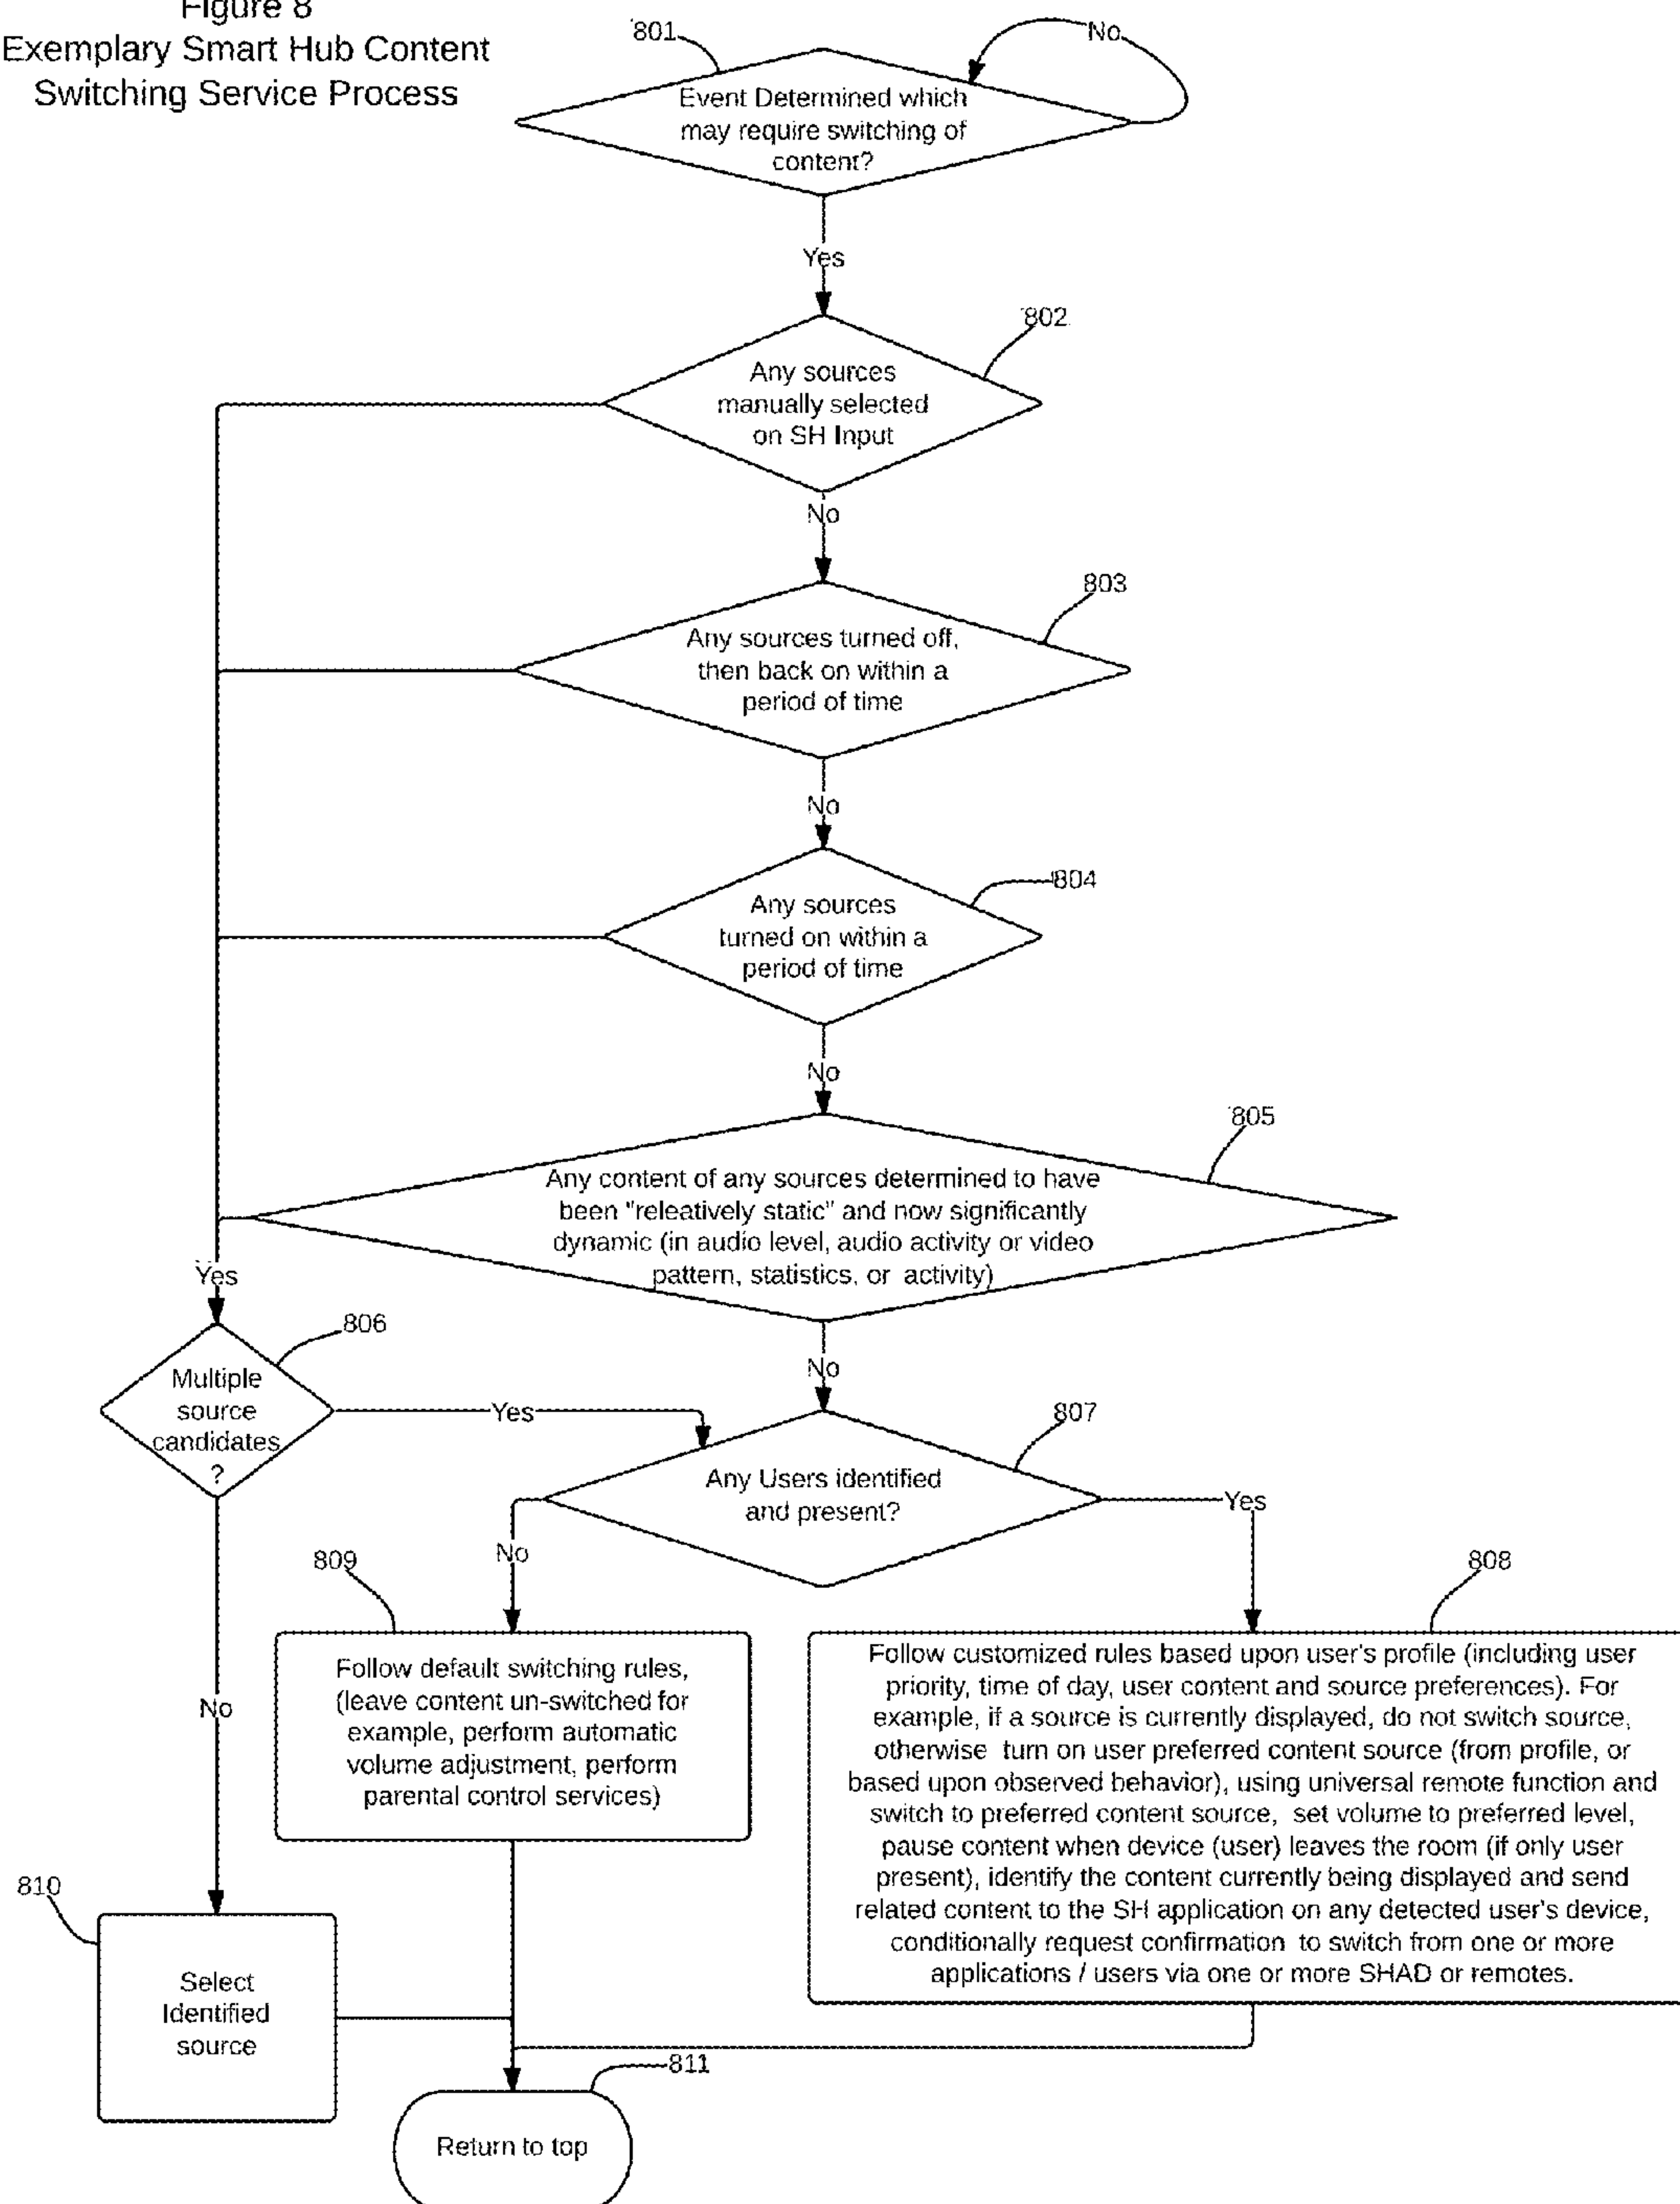 Figure 8
Exemplary Smart Hub Content
Switching Service Process
801
No
Event Determined which
may require switching of
content?
Yes
802
Any sources
manually selected
on SH Input
No
803
Any sources turned off,
then back on within a
period of time
No
804
Any sources
turned on within a
period of time
No
805
Any content of any sources determined to have
been "releatively static" and now significantly
dynamic (in audio level, audio activity or video
pattern, statistics, or activity)
Yes
806
Multiple
source
candidates
?
Yes
No
807
Any Users identified
and present?
Yes
No
809
808
Follow default switching rules,
(leave content un-switched for
example, perform automatic
volume adjustment, perform
parental control services)
Follow customized rules based upon user's profile (including user
priority, time of day, user content and source preferences). For
example, if a source is currently displayed, do not switch source,
otherwise turn on user preferred content source (from profile, or
based upon observed behavior), using universal remote function and
switch to preferred content source, set volume to preferred level,
pause content when device (user) leaves the room (if only user
present), identify the content currently being displayed and send
related content to the SH application on any detected user's device,
conditionally request confirmation to switch from one or more
applications / users via one or more SHAD or remotes.
No
810
Select
Identified
source
811
Return to top